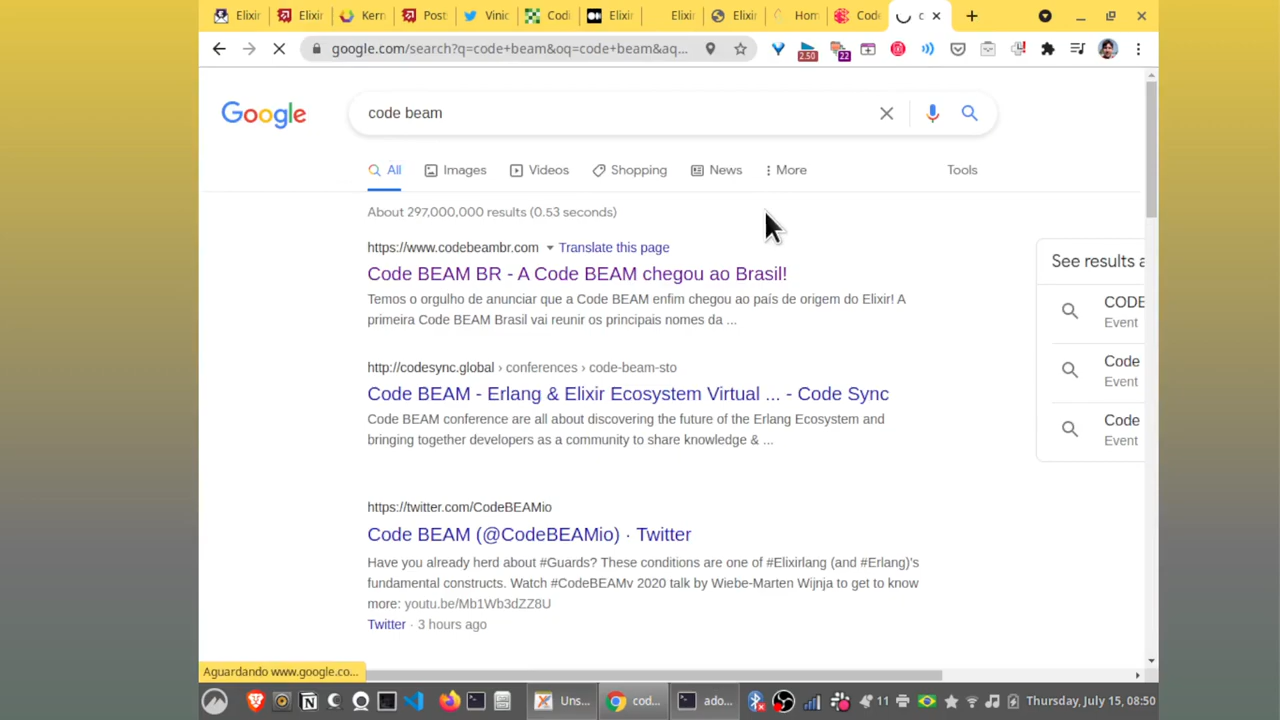 Elixir
Elixir
Kern
Post
Vinic
Codi
Elixir
Elixir
Elixir
Hom
Code
c
google.com/search?q=code+beam&oq=code+beam&aq...
2.50
22
Google
code beam
All
Images
Videos
Shopping
News
More
Tools
About 297,000,000 results (0.53 seconds)
https://www.codebeambr.com
Translate this page
Code BEAM BR - A Code BEAM chegou ao Brasil!
Temos o orgulho de anunciar que a Code BEAM enfim chegou ao país de origem do Elixir! A
primeira Code BEAM Brasil vai reunir os principais nomes da ...
http://codesync.global › conferences › code-beam-sto
Code BEAM - Erlang & Elixir Ecosystem Virtual ... - Code Sync
Code BEAM conference are all about discovering the future of the Erlang Ecosystem and
bringing together developers as a community to share knowledge & ...
https://twitter.com/CodeBEAMio
Code BEAM (@CodeBEAMio) · Twitter
Have you already herd about #Guards? These conditions are one of #Elixirlang (and #Erlang)'s
fundamental constructs. Watch #CodeBEAMv 2020 talk by Wiebe-Marten Wijnja to get to know
more: youtu.be/Mb1Wb3dZZ8U
Twitter · 3 hours ago
See results a
CODE
Event
Code
Event
Code
Event
Aguardando www.google.co...
Uns...
cod...
ado...
11
Thursday, July 15, 08:50